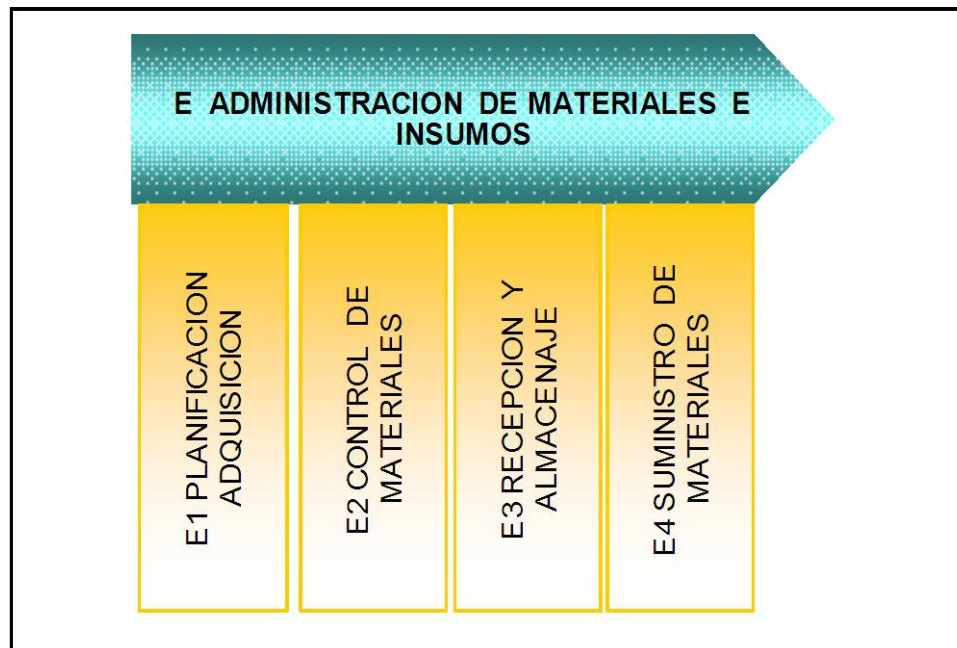 E ADMINISTRACION DE MATERIALES E
INSUMOS
E1 PLANIFICACION
ADQUISICION
E2 CONTROL DE
MATERIALES
E3 RECEPCION Y
ALMACENAJE
E4 SUMINISTRO DE
MATERIALES